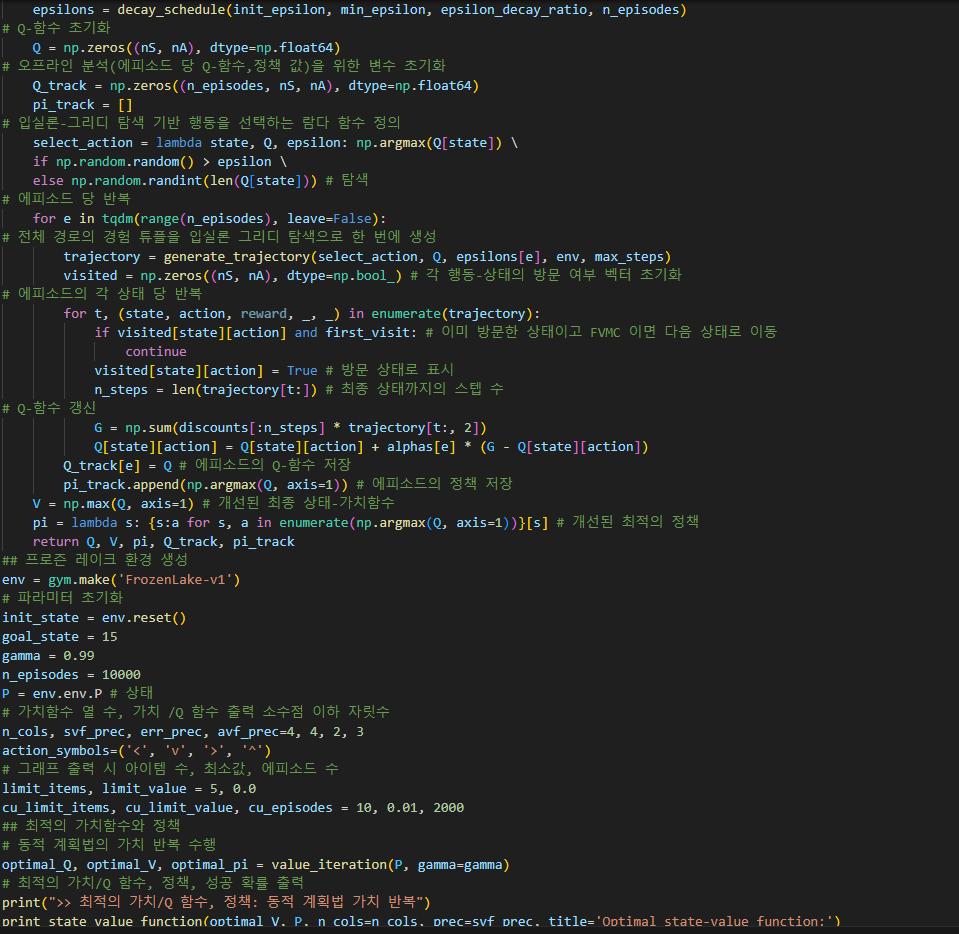 epsilons = decay_schedule(init_epsilon, min_epsilon, epsilon_decay_ratio, n_episodes)
# Q-함수 초기화
    Q = np.zeros((nS, nA), dtype=np.float64)
# 오프라인 분석(에피소드 당 Q-함수,정책 값)을 위한 변수 초기화
    Q_track = np.zeros((n_episodes, nS, nA), dtype=np.float64)
    pi_track = []
# 입실론-그리디 탐색 기반 행동을 선택하는 람다 함수 정의
    select_action = lambda state, Q, epsilon: np.argmax(Q[state]) \
    if np.random.random() > epsilon \
    else np.random.randint(len(Q[state])) # 탐색
# 에피소드 당 반복
    for e in tqdm(range(n_episodes), leave=False):
# 전체 경로의 경험 튜플을 입실론 그리디 탐색으로 한 번에 생성
        trajectory = generate_trajectory(select_action, Q, epsilons[e], env, max_steps)
        visited = np.zeros((nS, nA), dtype=np.bool_) # 각 행동-상태의 방문 여부 벡터 초기화
# 에피소드의 각 상태 당 반복
        for t, (state, action, reward, _, _) in enumerate(trajectory):
            if visited[state][action] and first_visit: # 이미 방문한 상태이고 FVMC 이면 다음 상태로 이동
                continue
            visited[state][action] = True # 방문 상태로 표시
            n_steps = len(trajectory[t:]) # 최종 상태까지의 스텝 수
# Q-함수 갱신
            G = np.sum(discounts[:n_steps] * trajectory[t:, 2])
            Q[state][action] = Q[state][action] + alphas[e] * (G - Q[state][action])
        Q_track[e] = Q # 에피소드의 Q-함수 저장
        pi_track.append(np.argmax(Q, axis=1)) # 에피소드의 정책 저장
    V = np.max(Q, axis=1) # 개선된 최종 상태-가치함수
    pi = lambda s: {s:a for s, a in enumerate(np.argmax(Q, axis=1))}[s] # 개선된 최적의 정책
    return Q, V, pi, Q_track, pi_track
## 프로즌 레이크 환경 생성
env = gym.make('FrozenLake-v1')
# 파라미터 초기화
init_state = env.reset()
goal_state = 15
gamma = 0.99
n_episodes = 10000
P = env.env.P # 상태
# 가치함수 열 수, 가치 /Q 함수 출력 소수점 이하 자릿수
n_cols, svf_prec, err_prec, avf_prec=4, 4, 2, 3
action_symbols=('<', 'v', '>', '^')
# 그래프 출력 시 아이템 수, 최소값, 에피소드 수
limit_items, limit_value = 5, 0.0
cu_limit_items, cu_limit_value, cu_episodes = 10, 0.01, 2000
## 최적의 가치함수와 정책
# 동적 계획법의 가치 반복 수행
optimal_Q, optimal_V, optimal_pi = value_iteration(P, gamma=gamma)
# 최적의 가치/Q 함수, 정책, 성공 확률 출력
print(">> 최적의 가치/Q 함수, 정책: 동적 계획법 가치 반복")
print_state_value_function(optimal_V, P, n_cols=n_cols, prec=svf_prec, title='Optimal state-value function:')